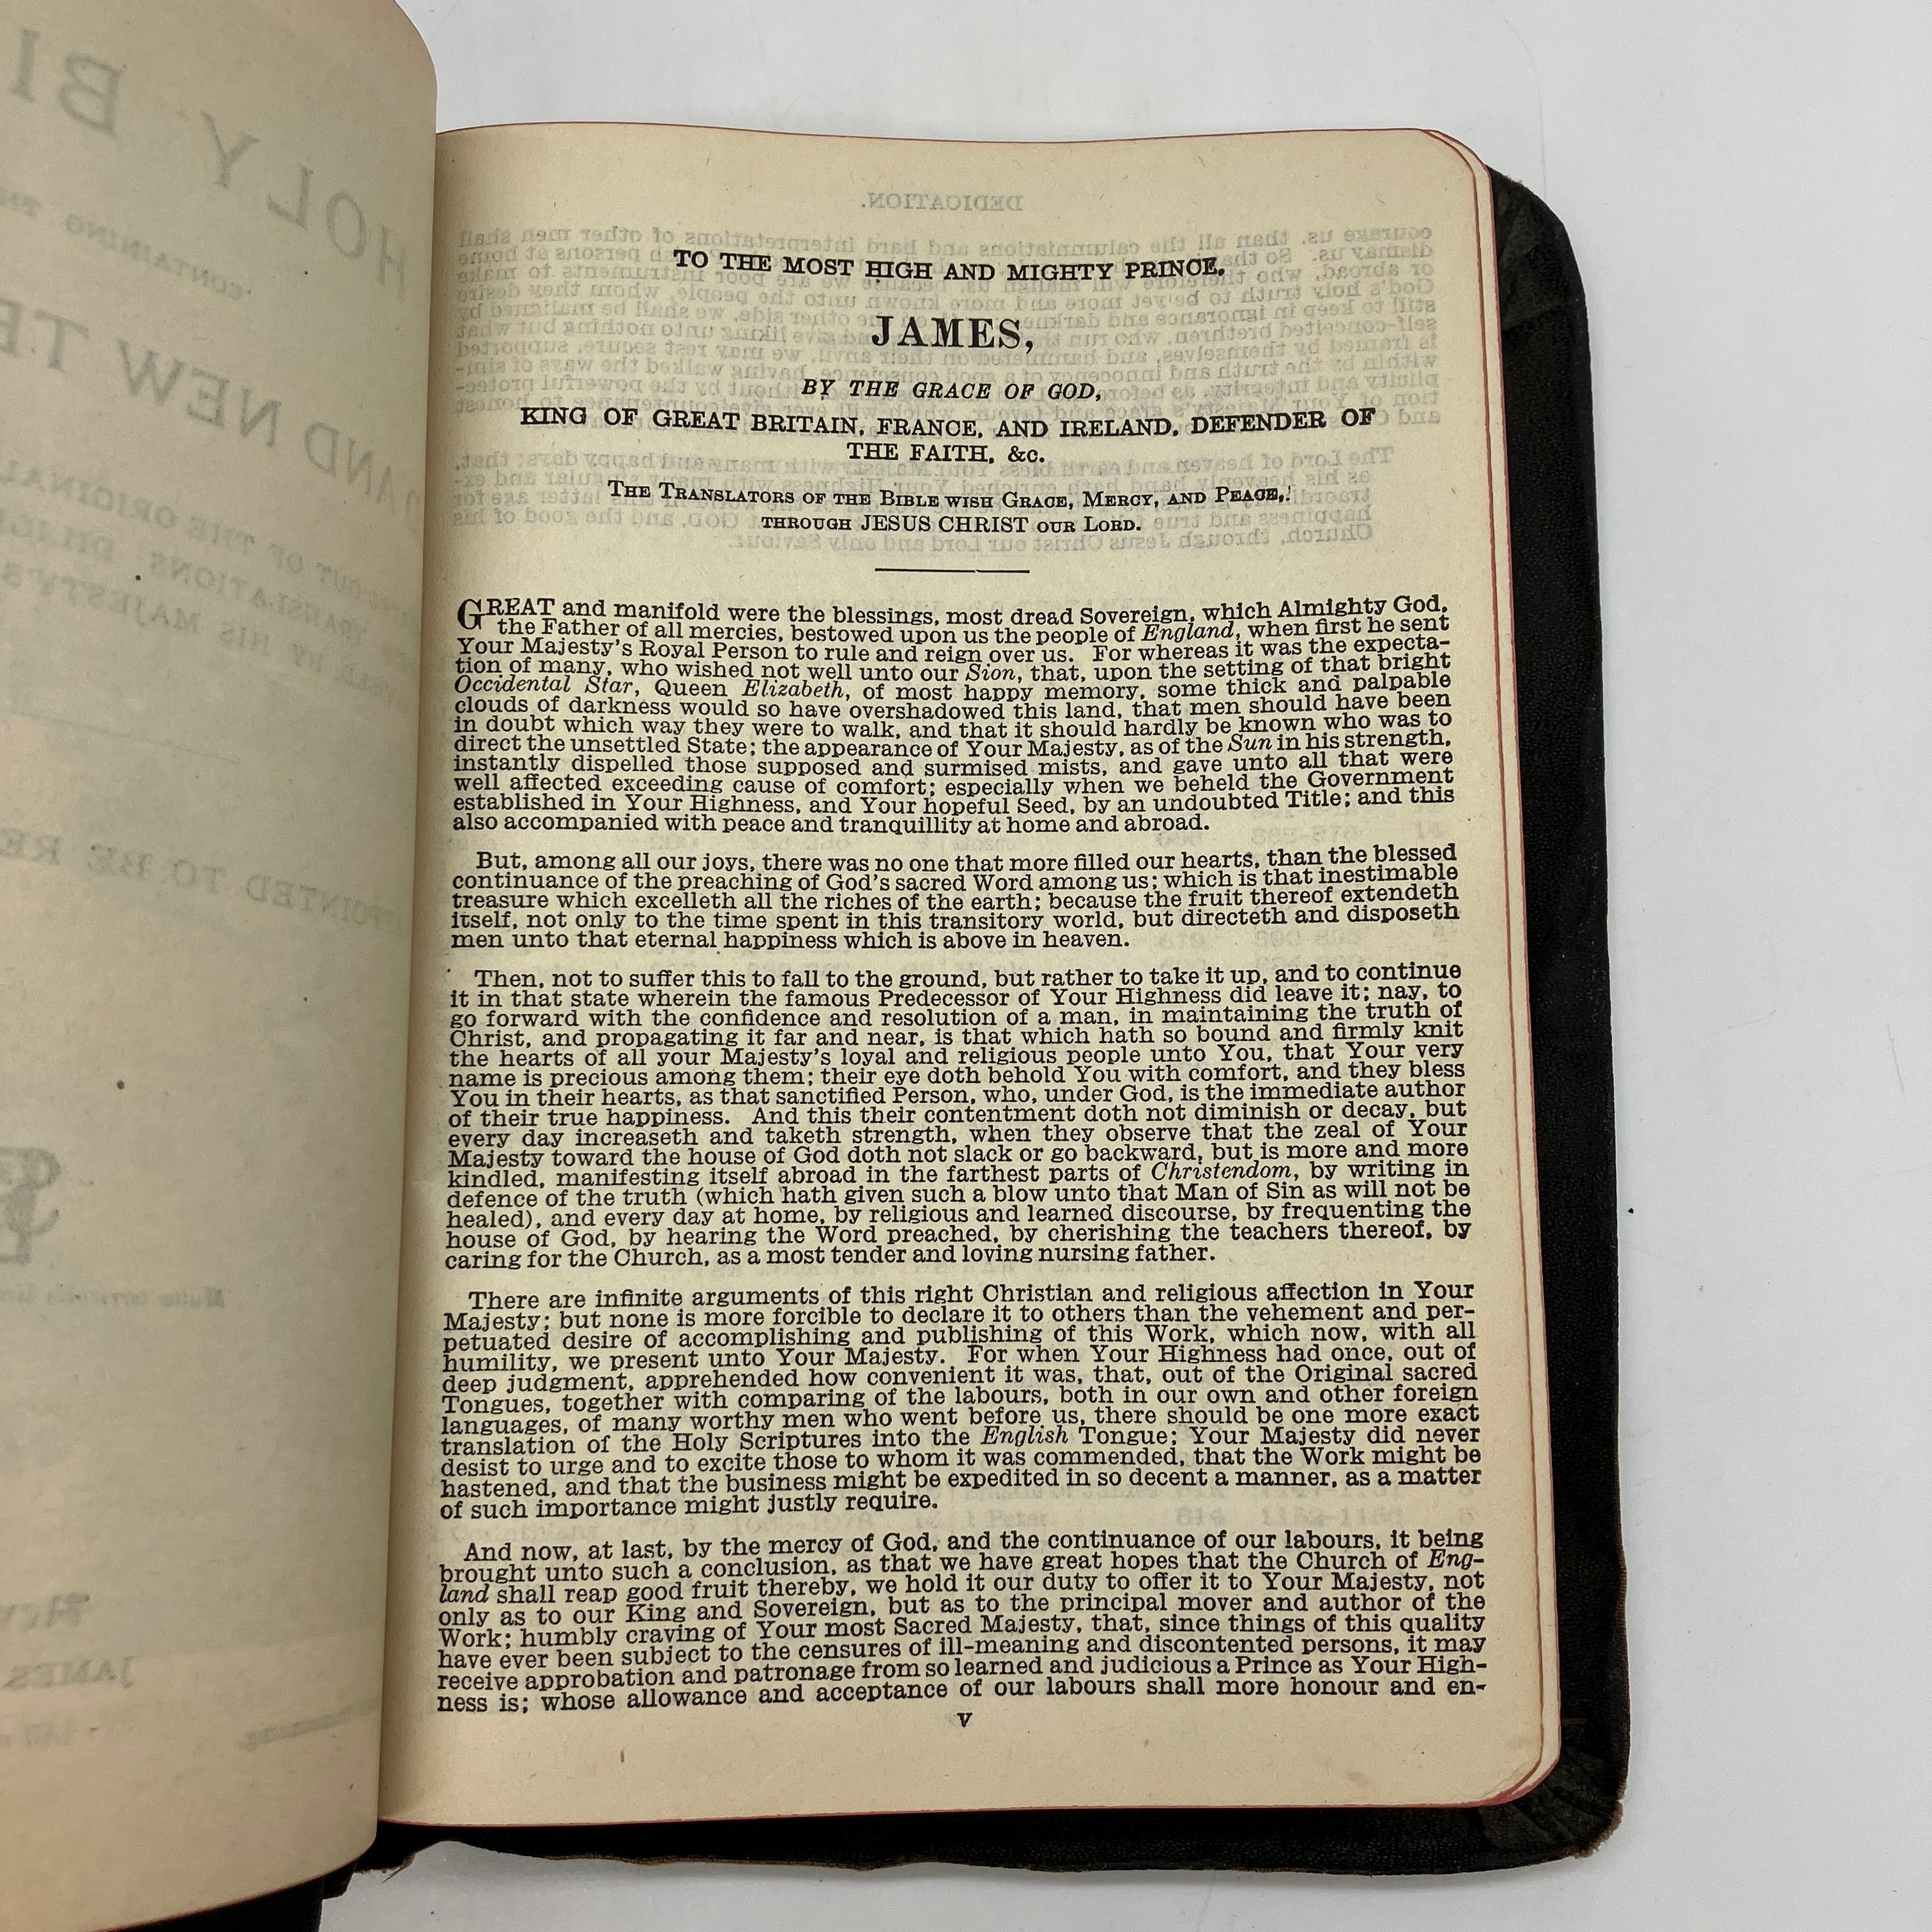 TO THE MOST HIGH AND MIGHTY PRINCE,
JAMES,
BY THE GRACE OF GOD,
KING OF GREAT BRITAIN, FRANCE, AND IRELAND, DEFENDER OF
THE FAITH, &c.
THE TRANSLATORS OF THE BIBLE WISH GRACE, MERCY, AND PEACE,
THROUGH JESUS CHRIST OUR LORD.
GREAT and manifold were the blessings, most dread Sovereign, which Almighty God,
the Father of all mercies, bestowed upon us the people of England, when first he sent
Your Majesty's Royal Person to rule and reign over us. For whereas it was the expecta-
tion of many, who wished not well unto our Sion, that, upon the setting of that bright
Occidental Star, Queen Elizabeth, of most happy memory, some thick and palpable
clouds of darkness would so have overshadowed this land, that men should have been
in doubt which way they were to walk, and that it should hardly be known who was to
direct the unsettled State; the appearance of Your Majesty, as of the Sun in his strength,
instantly dispelled those supposed and surmised mists, and gave unto all that were
well affected exceeding cause of comfort; especially when we beheld the Government
established in Your Highness, and Your hopeful Seed, by an undoubted Title; and this
also accompanied with peace and tranquillity at home and abroad.
But, among all our joys, there was no one that more filled our hearts, than the blessed
continuance of the preaching of God's sacred Word among us; which is that inestimable
treasure which excelleth all the riches of the earth; because the fruit thereof extendeth
itself, not only to the time spent in this transitory world, but directeth and disposeth
men unto that eternal happiness which is above in heaven.
Then, not to suffer this to fall to the ground, but rather to take it up, and to continue
it in that state wherein the famous Predecessor of Your Highness did leave it; nay, to
go forward with the confidence and resolution of a man, in maintaining the truth of
Christ, and propagating it far and near, is that which hath so bound and firmly knit
the hearts of all your Majesty's loyal and religious people unto You, that Your very
name is precious among them; their eye doth behold You with comfort, and they bless
You in their hearts, as that sanctified Person, who, under God, is the immediate author
of their true happiness. And this their contentment doth not diminish or decay, but
every day increaseth and taketh strength, when they observe that the zeal of Your
Majesty toward the house of God doth not slack or go backward, but is more and more
kindled, manifesting itself abroad in the farthest parts of Christendom, by writing in
defence of the truth (which hath given such a blow unto that Man of Sin as will not be
healed), and every day at home, by religious and learned discourse, by frequenting the
house of God, by hearing the Word preached, by cherishing the teachers thereof, by
caring for the Church, as a most tender and loving nursing father.
There are infinite arguments of this right Christian and religious affection in Your
Majesty; but none is more forcible to declare it to others than the vehement and per-
petuated desire of accomplishing and publishing of this Work, which now, with all
humility, we present unto Your Majesty. For when Your Highness had once, out of
deep judgment, apprehended how convenient it was, that, out of the Original sacred
Tongues, together with comparing of the labours, both in our own and other foreign
languages, of many worthy men who went before us, there should be one more exact
translation of the Holy Scriptures into the English Tongue; Your Majesty did never
desist to urge and to excite those to whom it was commended, that the Work might be
hastened, and that the business might be expedited in so decent a manner, as a matter
of such importance might justly require.
And now, at last, by the mercy of God, and the continuance of our labours, it being
brought unto such a conclusion, as that we have great hopes that the Church of Eng-
land shall reap good fruit thereby, we hold it our duty to offer it to Your Majesty, not
only as to our King and Sovereign, but as to the principal mover and author of the
Work; humbly craving of Your most Sacred Majesty, that, since things of this quality
have ever been subject to the censures of ill-meaning and discontented persons, it may
receive approbation and patronage from so learned and judicious a Prince as Your High-
ness is; whose allowance and acceptance of our labours shall more honour and en-
v